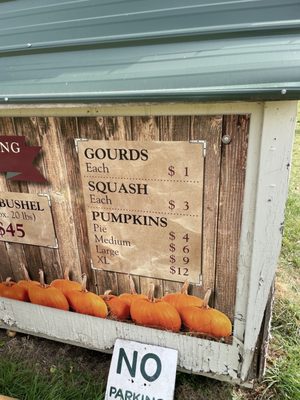 NG
BUSHEL
ox. 20 lbs)
$45
GOURDS
Each $ 1
SQUASH
Each $ 3
PUMPKINS
Pie $ 4
Medium $ 6
Large $ 9
XL $ 12
NO
PARKING